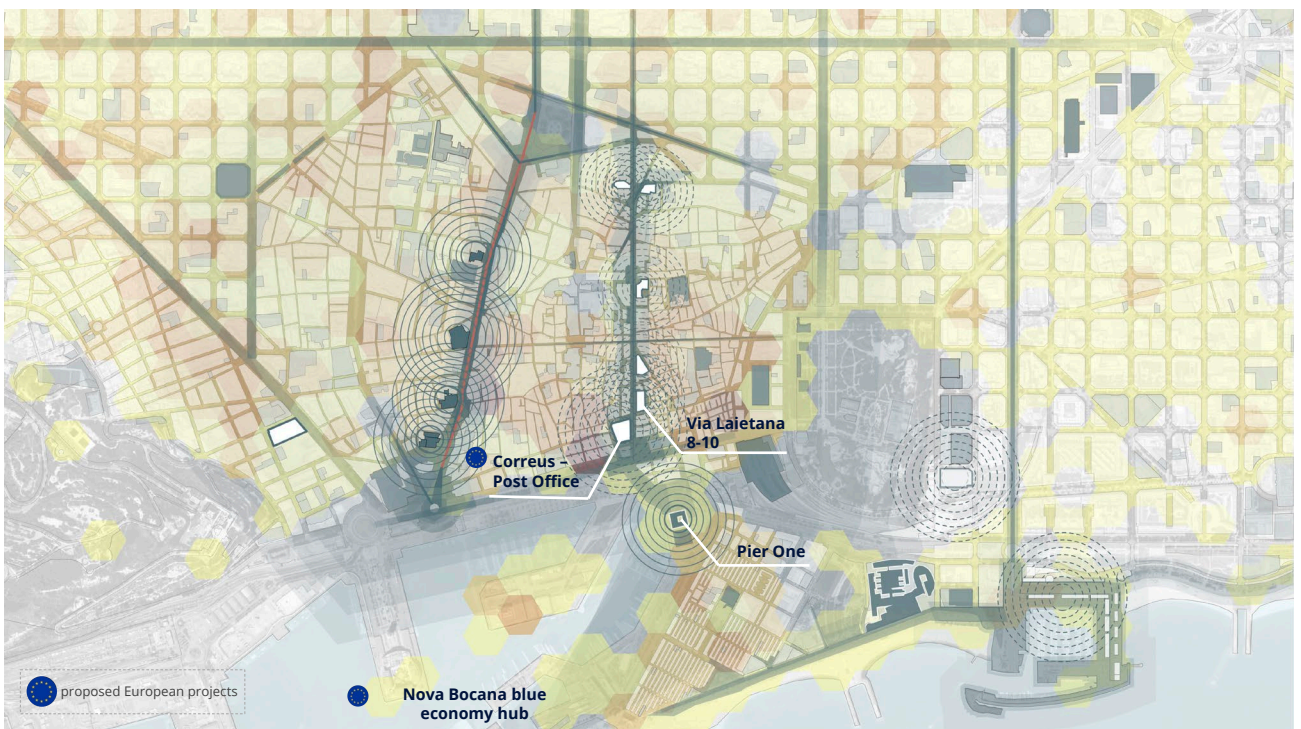 Via Laietana
8-10
Correus –
Post Office
Pier One
proposed European projects
Nova Bocana blue
economy hub